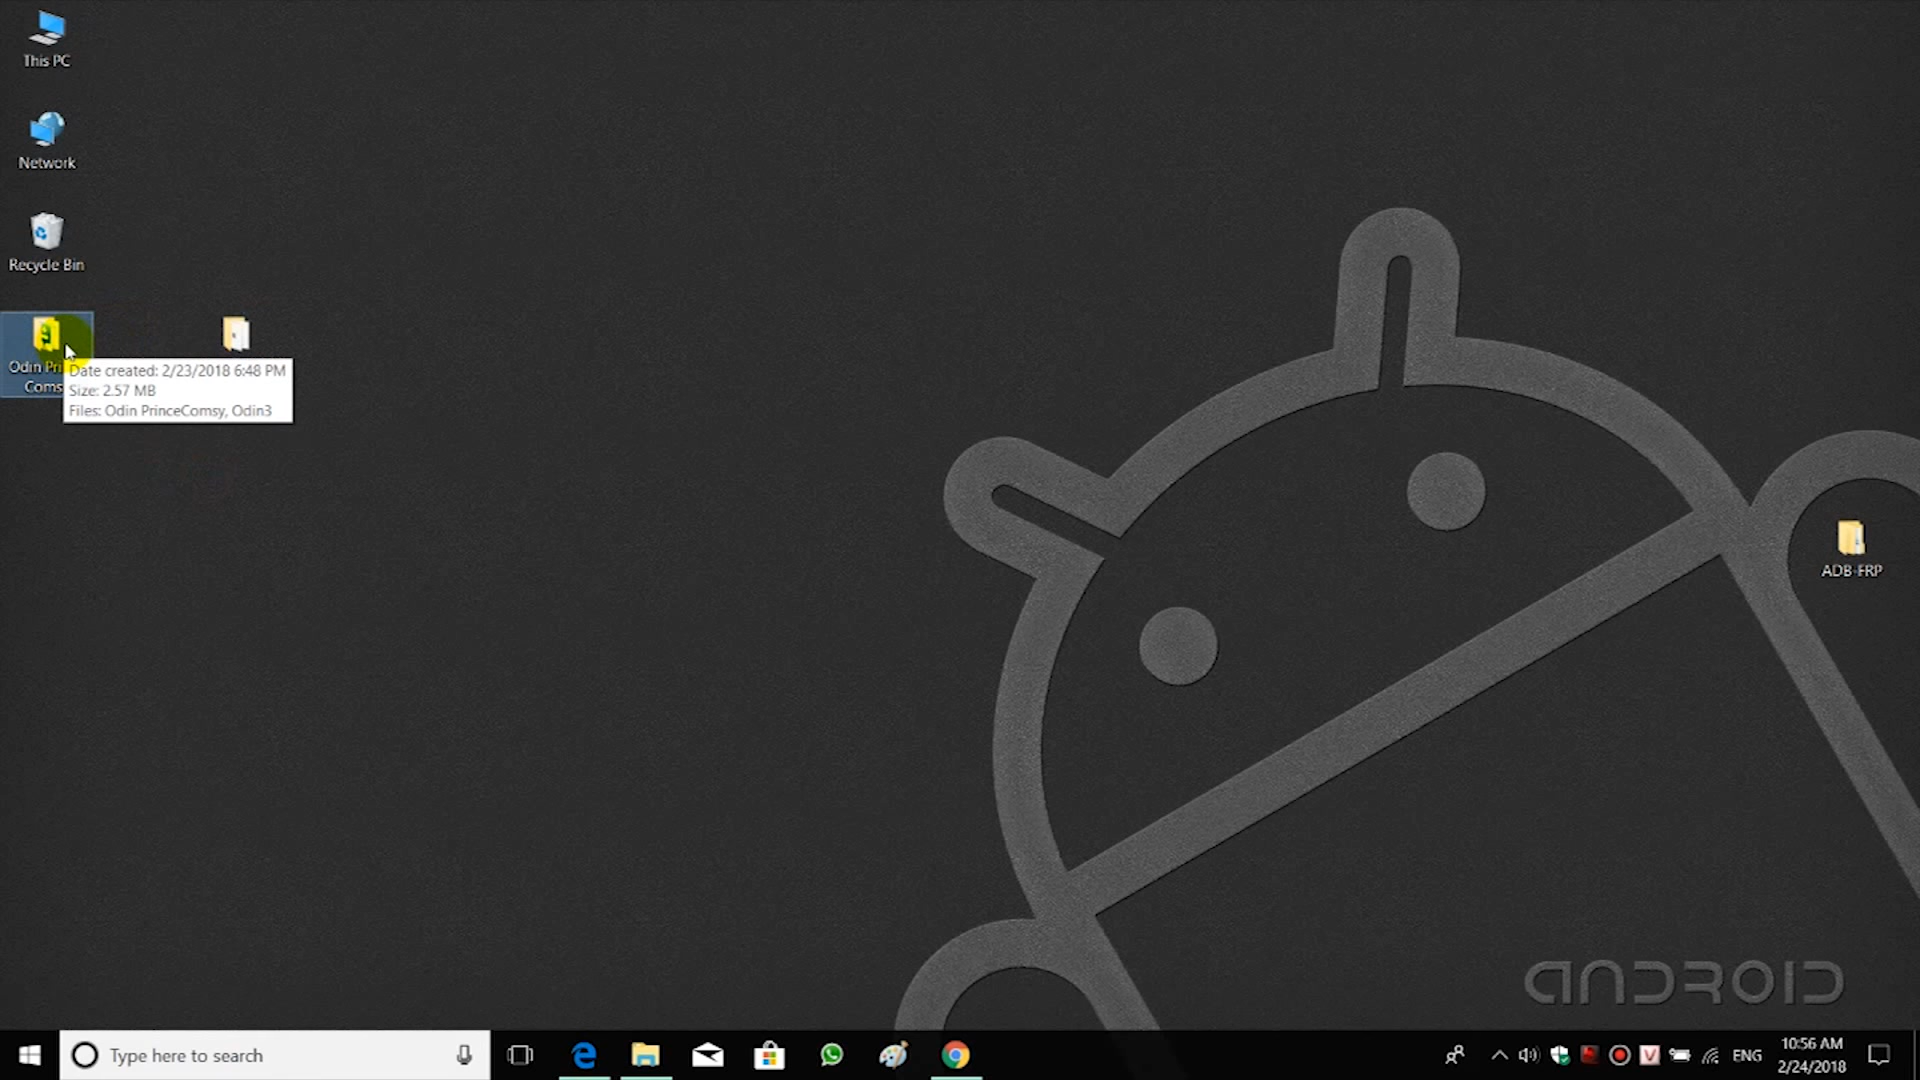 This PC
Network
Recycle Bin
Odin Pri
Coms
Date created: 2/23/2018 6:48 PM
Size: 2.57 MB
Files: Odin PrinceComsy, Odin3
ADB-FRP
ANDROID
Type here to search
ENG
10:56 AM
2/24/2018